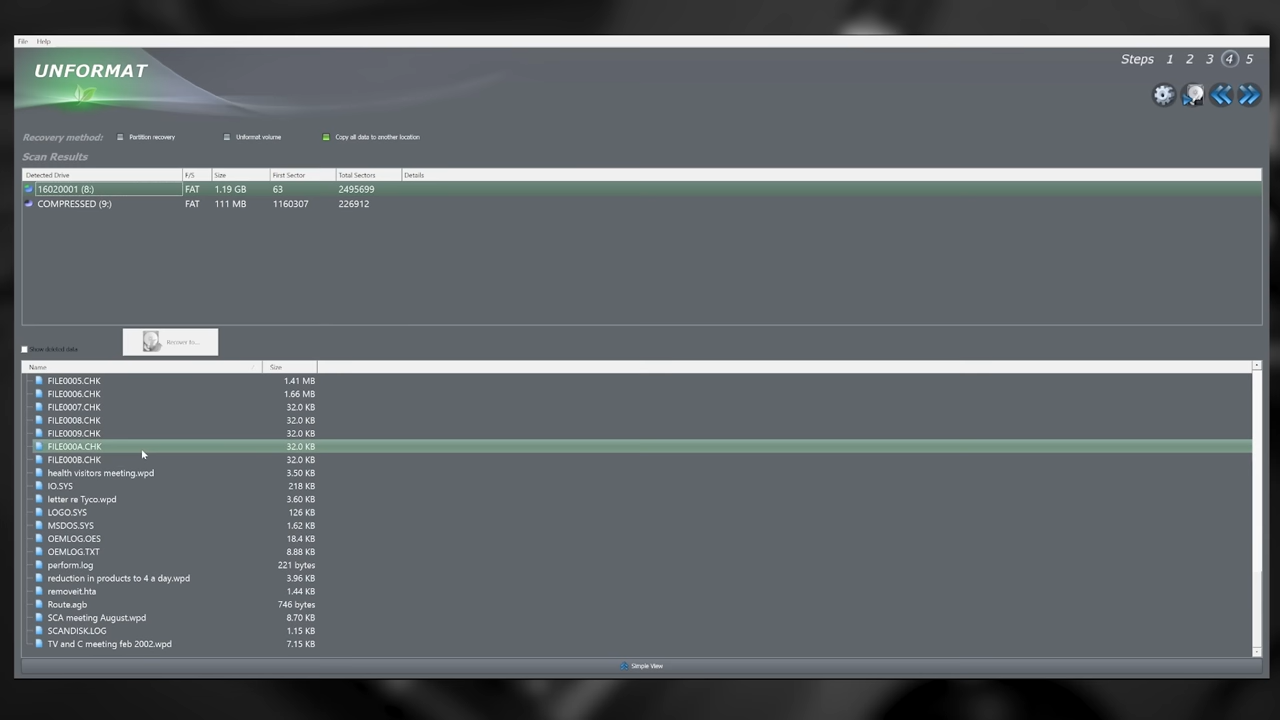 File Help
UNFORMAT
Steps 1 2 3 4 5
Recovery method: Partition recovery Unformat volume Copy all data to another location
Scan Results
Detected Drive F/S Size First Sector Total Sectors Details
16020001 (8:) FAT 1.19 GB 63 2495699
COMPRESSED (9:) FAT 111 MB 1160307 226912
Show deleted data
Recover to...
Name Size
FILE0005.CHK 1.41 MB
FILE0006.CHK 1.66 MB
FILE0007.CHK 32.0 KB
FILE0008.CHK 32.0 KB
FILE0009.CHK 32.0 KB
FILE000A.CHK 32.0 KB
FILE000B.CHK 32.0 KB
health visitors meeting.wpd 3.50 KB
IO.SYS 218 KB
letter re Tyco.wpd 3.60 KB
LOGO.SYS 126 KB
MSDOS.SYS 1.62 KB
OEMLOG.OES 18.4 KB
OEMLOG.TXT 8.88 KB
perform.log 221 bytes
reduction in products to 4 a day.wpd 3.96 KB
removeit.hta 1.44 KB
Route.agb 746 bytes
SCA meeting August.wpd 8.70 KB
SCANDISK.LOG 1.15 KB
TV and C meeting feb 2002.wpd 7.15 KB
Simple View